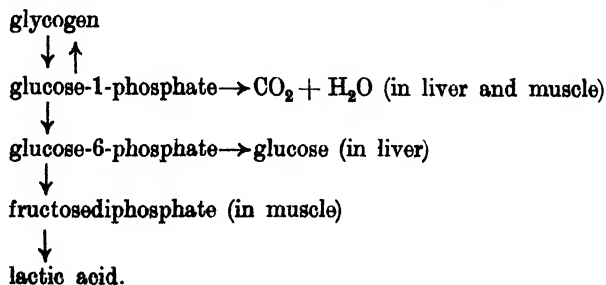 glycogen
↓ ↑
glucose-1-phosphate→CO₂ + H₂O (in liver and muscle)
↓
glucose-6-phosphate→glucose (in liver)
↓
fructosediphosphate (in muscle)
↓
lactic acid.